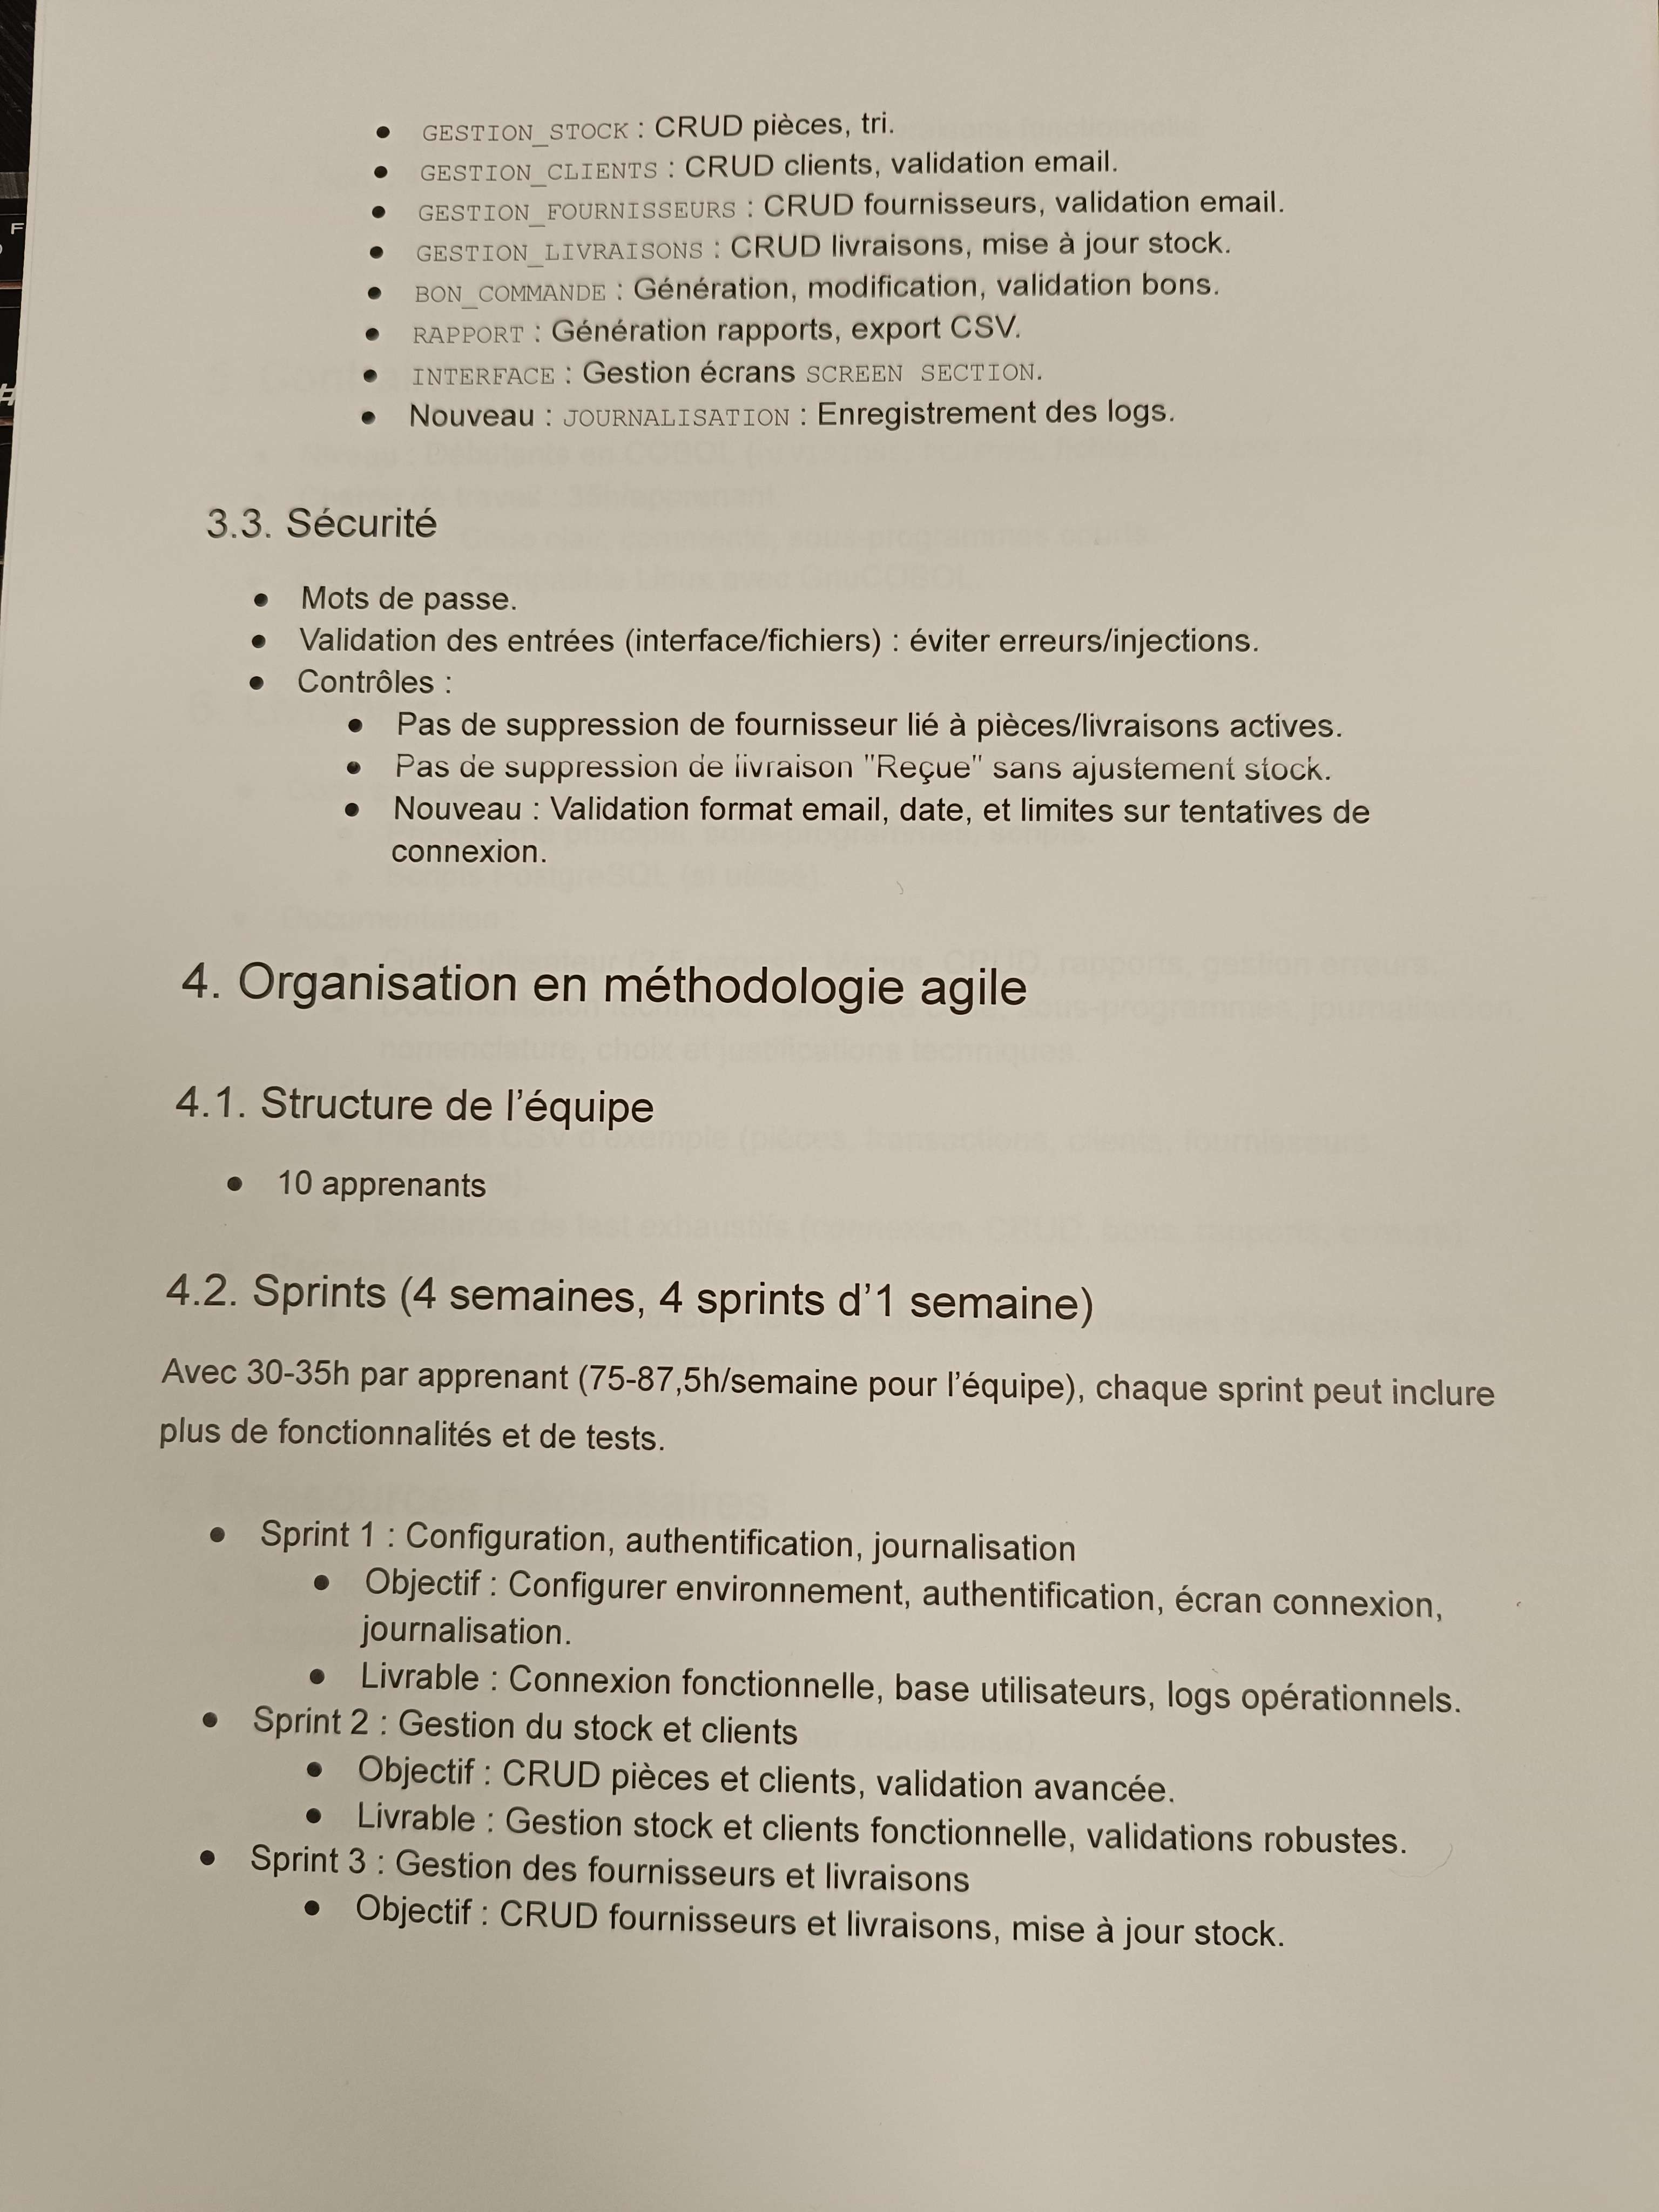 • GESTION_STOCK : CRUD pièces, tri.
• GESTION_CLIENTS : CRUD clients, validation email.
• GESTION_FOURNISSEURS : CRUD fournisseurs, validation email.
• GESTION_LIVRAISONS : CRUD livraisons, mise à jour stock.
• BON_COMMANDE : Génération, modification, validation bons.
• RAPPORT : Génération rapports, export CSV.
• INTERFACE : Gestion écrans SCREEN SECTION.
• Nouveau : JOURNALISATION : Enregistrement des logs.
3.3. Sécurité
• Mots de passe.
• Validation des entrées (interface/fichiers) : éviter erreurs/injections.
• Contrôles :
• Pas de suppression de fournisseur lié à pièces/livraisons actives.
• Pas de suppression de livraison "Reçue" sans ajustement stock.
• Nouveau : Validation format email, date, et limites sur tentatives de
connexion.
4. Organisation en méthodologie agile
4.1. Structure de l’équipe
• 10 apprenants
4.2. Sprints (4 semaines, 4 sprints d’1 semaine)
Avec 30-35h par apprenant (75-87,5h/semaine pour l’équipe), chaque sprint peut inclure
plus de fonctionnalités et de tests.
• Sprint 1 : Configuration, authentification, journalisation
• Objectif : Configurer environnement, authentification, écran connexion,
journalisation.
• Livrable : Connexion fonctionnelle, base utilisateurs, logs opérationnels.
• Sprint 2 : Gestion du stock et clients
• Objectif : CRUD pièces et clients, validation avancée.
• Livrable : Gestion stock et clients fonctionnelle, validations robustes.
• Sprint 3 : Gestion des fournisseurs et livraisons
• Objectif : CRUD fournisseurs et livraisons, mise à jour stock.